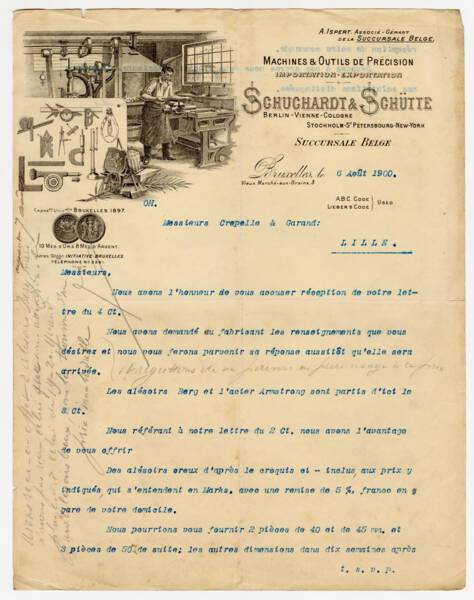 A. ISPERT, ASSOCIÉ-GÉRANT
DE LA SUCCURSALE BELGE.
MACHINES & OUTILS DE PRÉCISION
IMPORTATION-EXPORTATION
SCHUCHARDT & SCHÜTTE
BERLIN-VIENNE-COLOGNE
STOCKHOLM-ST PÉTERSBOURG-NEW-YORK
SUCCURSALE BELGE
Bruxelles, le 6 Août 1900.
VIEUX MARCHÉ-AUX-GRAINS, 8
A B C CODE
LIEBER'S CODE } USED
BRUXELLES 1897.
10 MED. D'OR & 8 MED. D'ARGENT.
INITIATIVE-BRUXELLES
TÉLÉPHONE
ON.
Messieurs Crepelle & Garand:
LILLE.
Messieurs,
Nous avons l'honneur de vous accuser réception de votre let-
tre du 4 Ct.
Nous avons demandé au fabricant les renseignements que vous
désirez et nous vous ferons parvenir sa réponse aussitôt qu'elle sera
arrivée.
Les alésoirs Berg et l'acier Armstrong sont partis d'ici le
3 Ct.
Nous référant à notre lettre du 2 Ct. nous avons l'avantage
de vous offrir
Des alésoirs creux d'après le croquis ci - inclus, aux prix y
indiqués qui s'entendent en Marks, avec une remise de 5 %, franco en
gare de votre domicile.
Nous pourrions vous fournir 2 pièces de 40 et de 45 mm. et
3 pièces de 50 de suite; les autres dimensions dans dix semaines après
t. s. v. p.